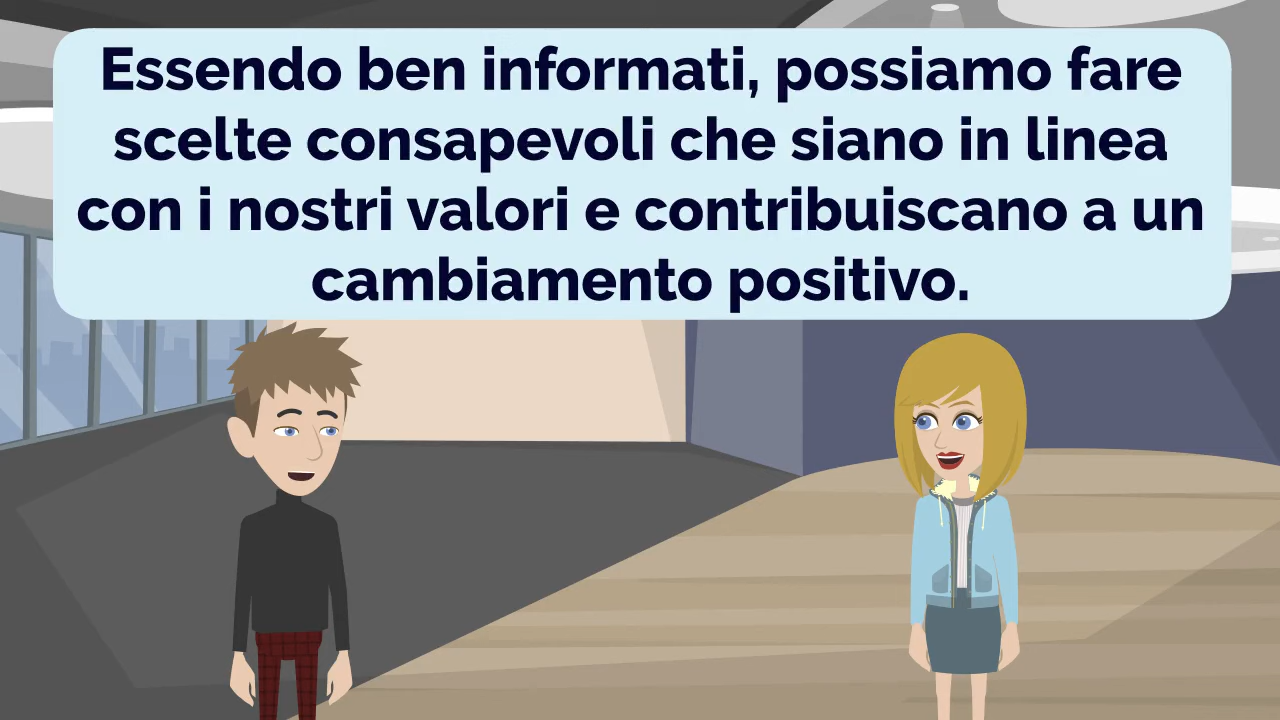 Essendo ben informati, possiamo fare
scelte consapevoli che siano in linea
con i nostri valori e contribuiscano a un
cambiamento positivo.